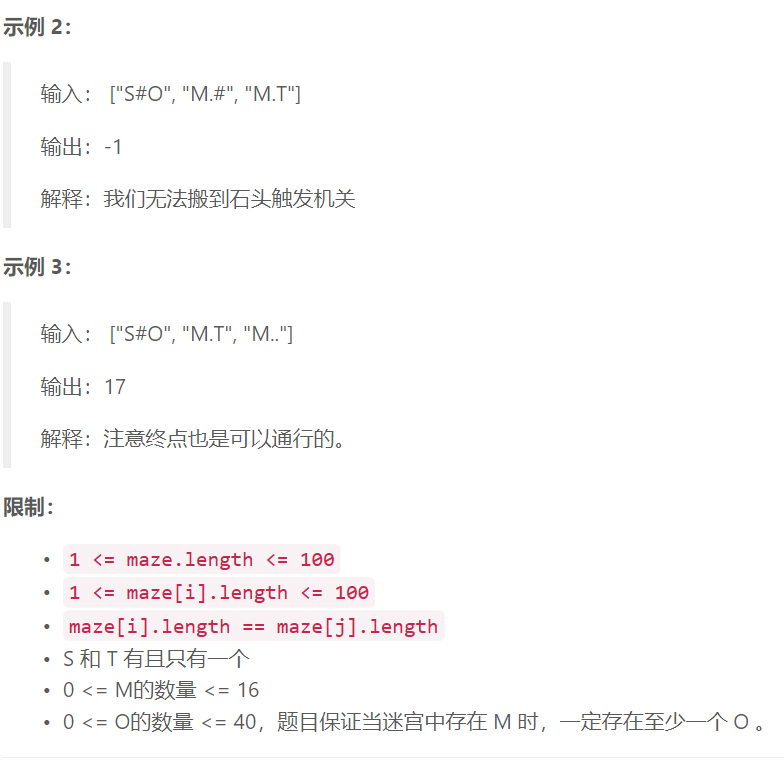 示例 2：
输入： ["S#O", "M.#", "M.T"]
输出：-1
解释：我们无法搬到石头触发机关
示例 3：
输入： ["S#O", "M.T", "M.."]
输出：17
解释：注意终点也是可以通行的。
限制：
• 1 <= maze.length <= 100
• 1 <= maze[i].length <= 100
• maze[i].length == maze[j].length
• S 和 T 有且只有一个
• 0 <= M的数量 <= 16
• 0 <= O的数量 <= 40，题目保证当迷宫中存在 M 时，一定存在至少一个 O 。